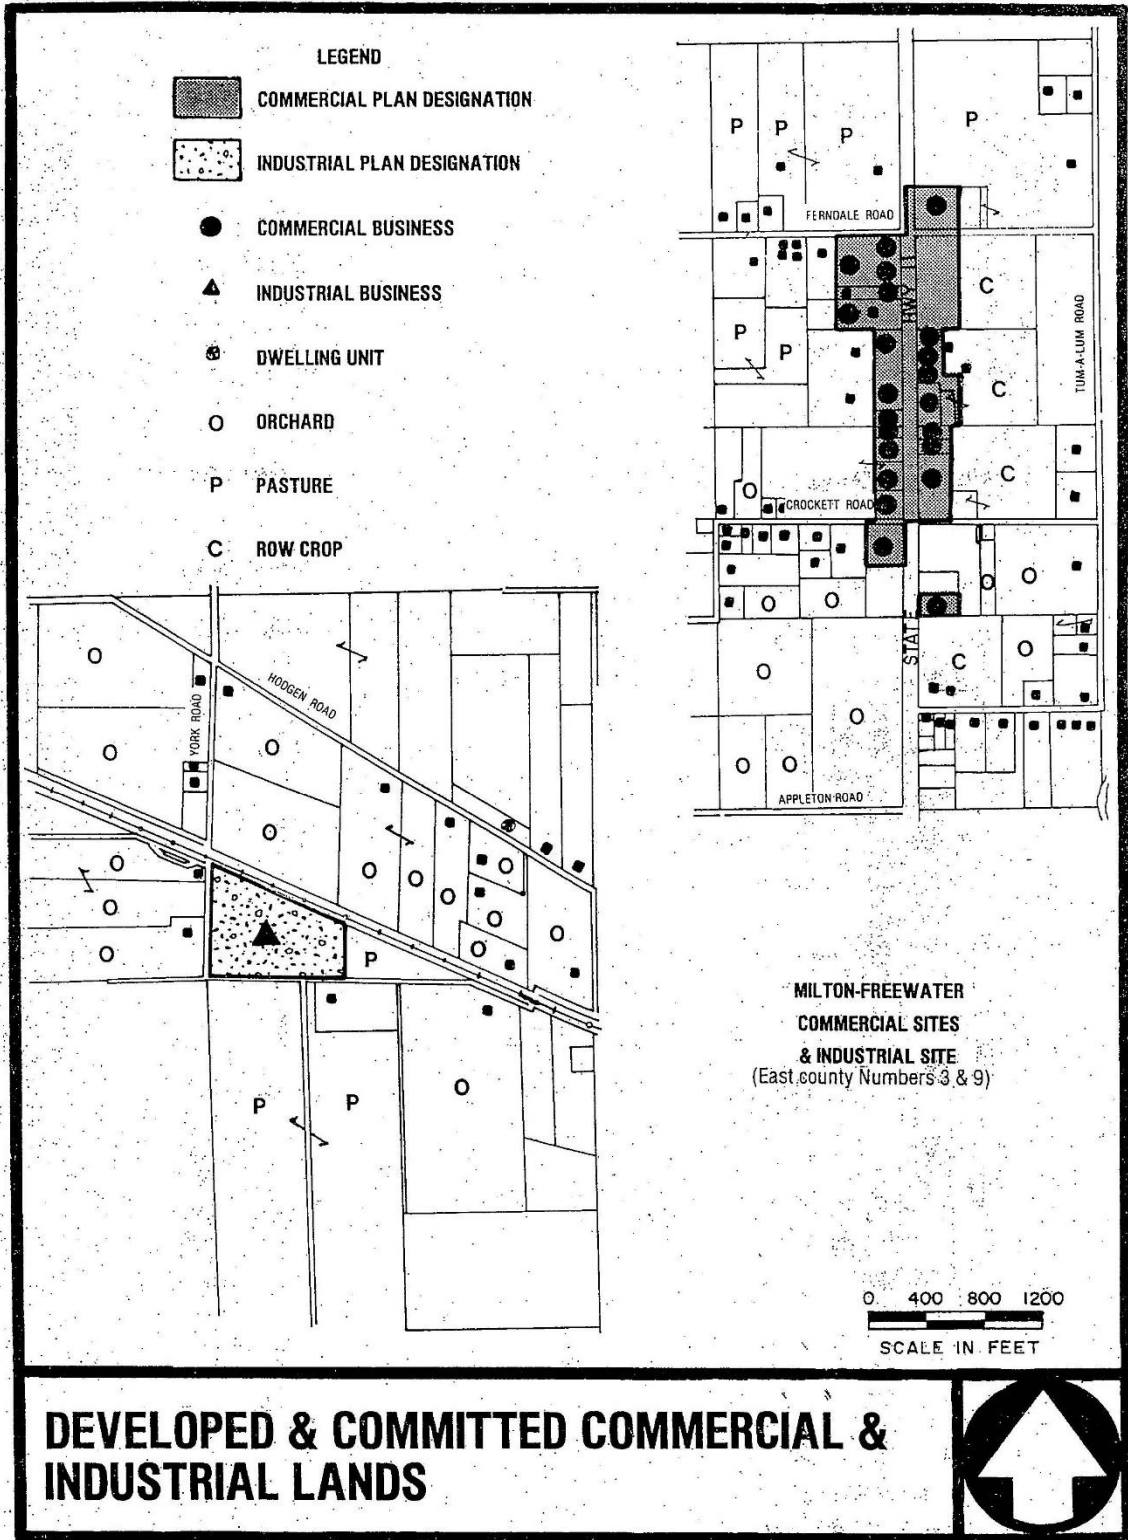 LEGEND
COMMERCIAL PLAN DESIGNATION
INDUSTRIAL PLAN DESIGNATION
COMMERCIAL BUSINESS
INDUSTRIAL BUSINESS
DWELLING UNIT
O ORCHARD
P PASTURE
C ROW CROP
P
P
P
P
FERNDALE ROAD
HWY 11
C
TUM-A-LUM ROAD
P
P
C
C
O
CROCKETT ROAD
O
O
O
O
STATE
O
C
O
O
O
O
APPLETON ROAD
O
YORK ROAD
HODGEN ROAD
O
O
O
O
O
O
O
O
O
O
O
O
O
O
P
P
P
O
MILTON-FREEWATER
COMMERCIAL SITES
& INDUSTRIAL SITE
(East county Numbers 3 & 9)
0 400 800 1200
SCALE IN FEET
DEVELOPED & COMMITTED COMMERCIAL &
INDUSTRIAL LANDS